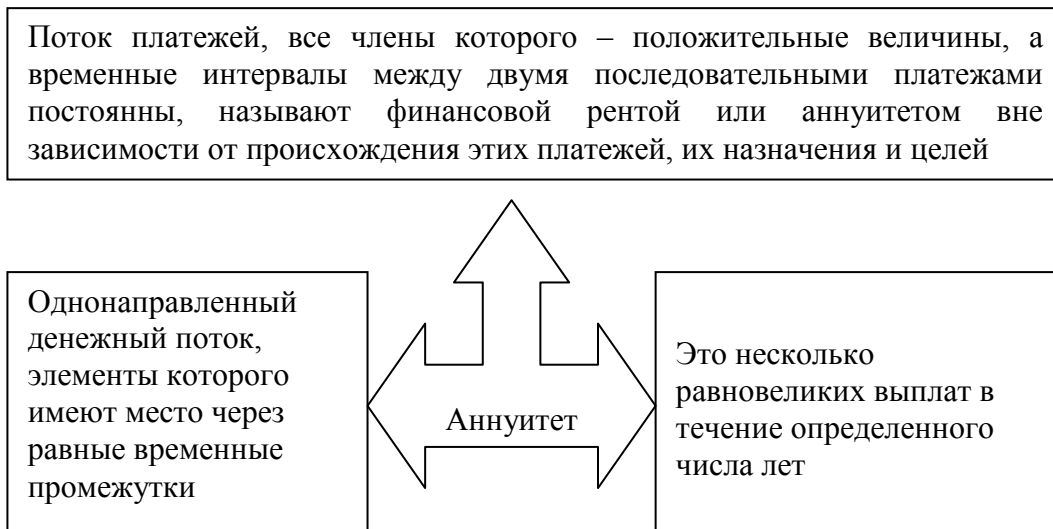 Поток платежей, все члены которого – положительные величины, а
временные интервалы между двумя последовательными платежами
постоянны, называют финансовой рентой или аннуитетом вне
зависимости от происхождения этих платежей, их назначения и целей
Однонаправленный
денежный поток,
элементы которого
имеют место через
равные временные
промежутки
Аннуитет
Это несколько
равновеликих выплат в
течение определенного
числа лет